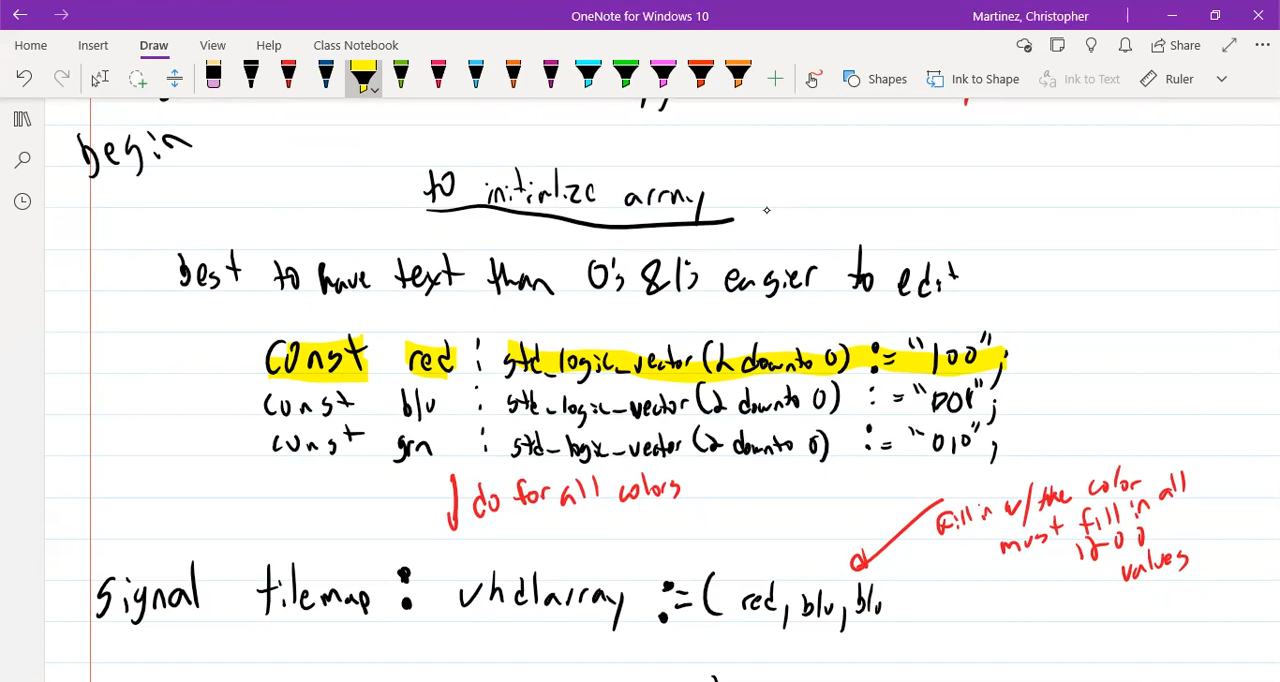 OneNote for Windows 10
Martinez, Christopher
Home Insert Draw View Help Class Notebook
Share
Shapes Ink to Shape Ink to Text Ruler
begin
to initialize array
best to have text than 0's & 1's easier to edit
const red : std_logic_vector(2 downto 0) := "100";
const blu : std_logic_vector(2 downto 0) := "001";
const grn : std_logic_vector(2 downto 0) := "010";
do for all colors
fill in w/ the color
must fill in all
1200
values
signal tilemap : vhdlarray := ( red, blu, blu